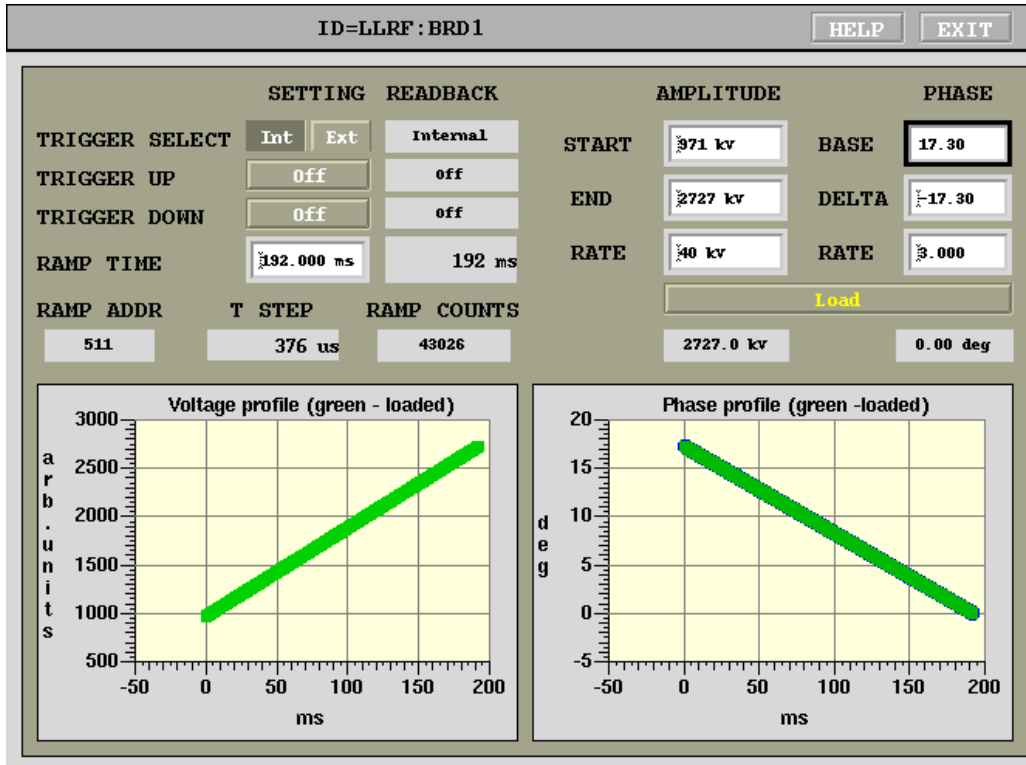 ID=LLRF:BRD1 HELP EXIT
SETTING READBACK AMPLITUDE PHASE
TRIGGER SELECT Int Ext Internal START 971 kv BASE 17.30
TRIGGER UP Off Off
END 2727 kv DELTA -17.30
TRIGGER DOWN Off Off
RAMP TIME 192.000 ms 192 ms RATE 40 kv RATE 3.000
Load
RAMP ADDR T STEP RAMP COUNTS
511 376 us 43026 2727.0 kv 0.00 deg
Voltage profile (green - loaded)
3000
2500
2000
1500
1000
500
arb.units
-50 0 50 100 150 200
ms
Phase profile (green -loaded)
20
15
10
5
0
-5
deg
-50 0 50 100 150 200
ms